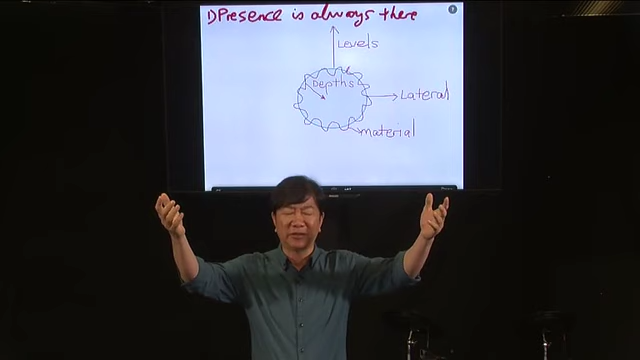 1) Presence is always there
Levels
Depths
Lateral
material